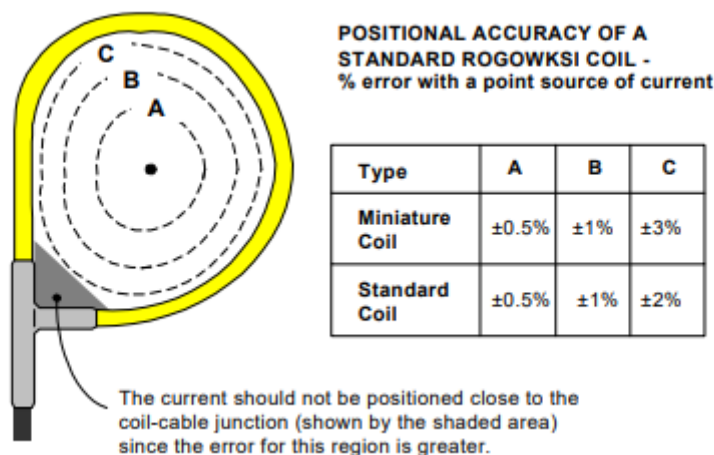 POSITIONAL ACCURACY OF A
STANDARD ROGOWKSI COIL -
% error with a point source of current
C
B
A
Type A B C
Miniature
Coil ±0.5% ±1% ±3%
Standard
Coil ±0.5% ±1% ±2%
The current should not be positioned close to the
coil-cable junction (shown by the shaded area)
since the error for this region is greater.